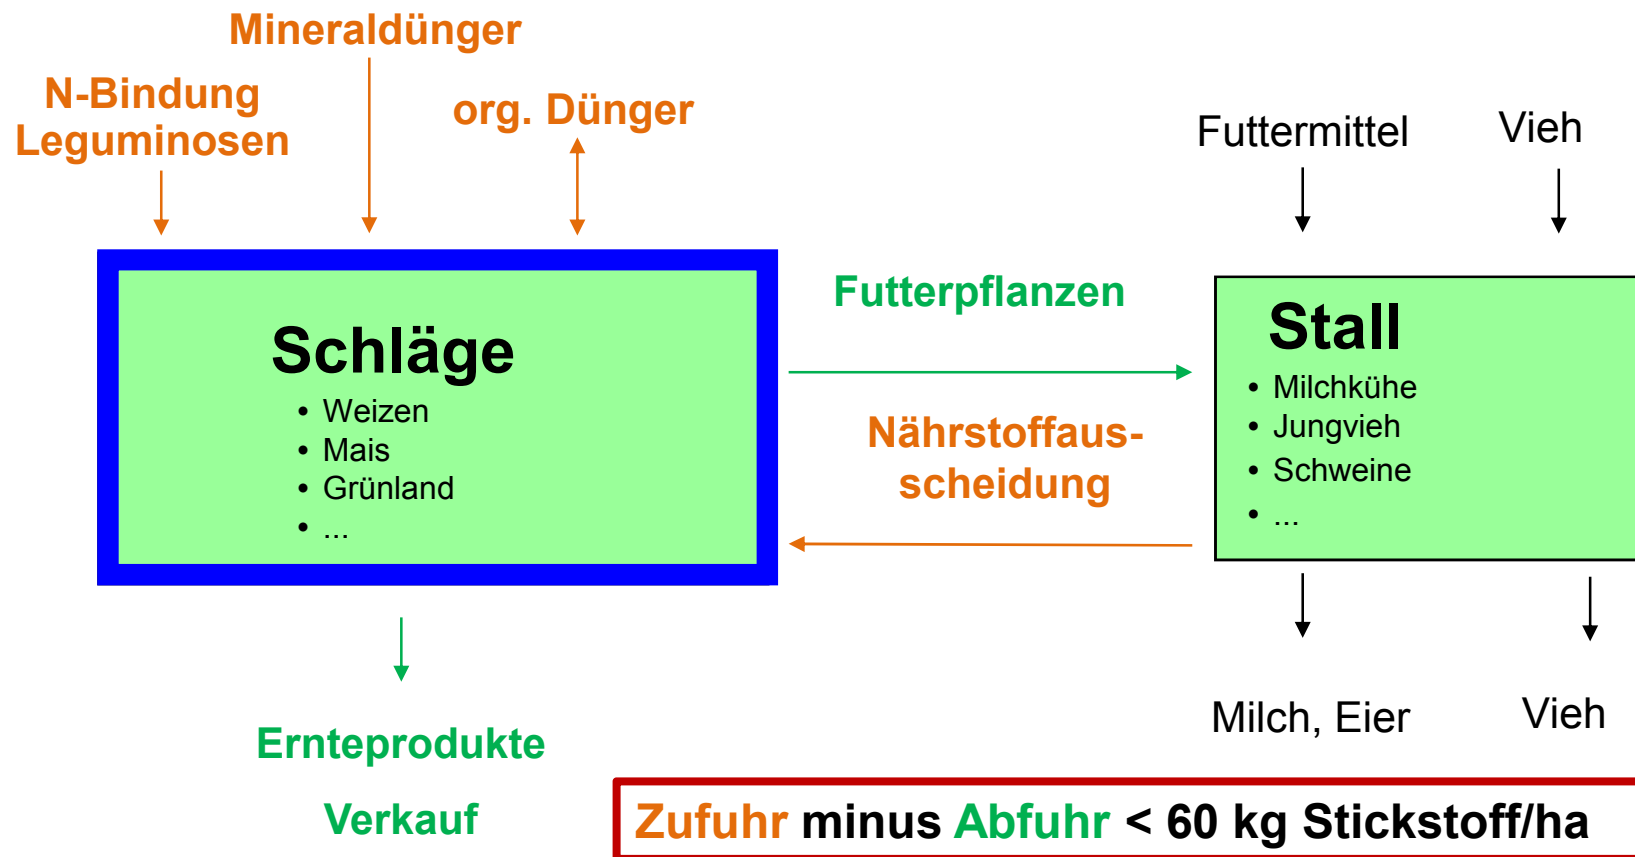 Mineraldünger
N-Bindung
Leguminosen
org. Dünger
Futtermittel
Vieh
Schläge
• Weizen
• Mais
• Grünland
• ...
Futterpflanzen
Nährstoffaus-
scheidung
Stall
• Milchkühe
• Jungvieh
• Schweine
• ...
Ernteprodukte
Verkauf
Milch, Eier
Vieh
Zufuhr minus Abfuhr < 60 kg Stickstoff/ha